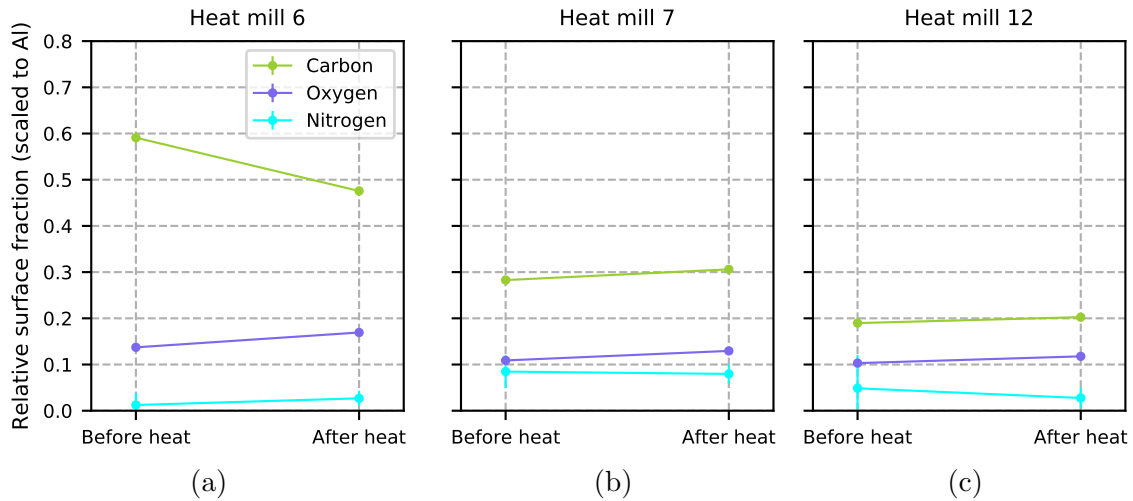 Heat mill 6
Heat mill 7
Heat mill 12
Relative surface fraction (scaled to Al)
0.8
0.7
0.6
0.5
0.4
0.3
0.2
0.1
0.0
Carbon
Oxygen
Nitrogen
Before heat
After heat
Before heat
After heat
Before heat
After heat
(a)
(b)
(c)